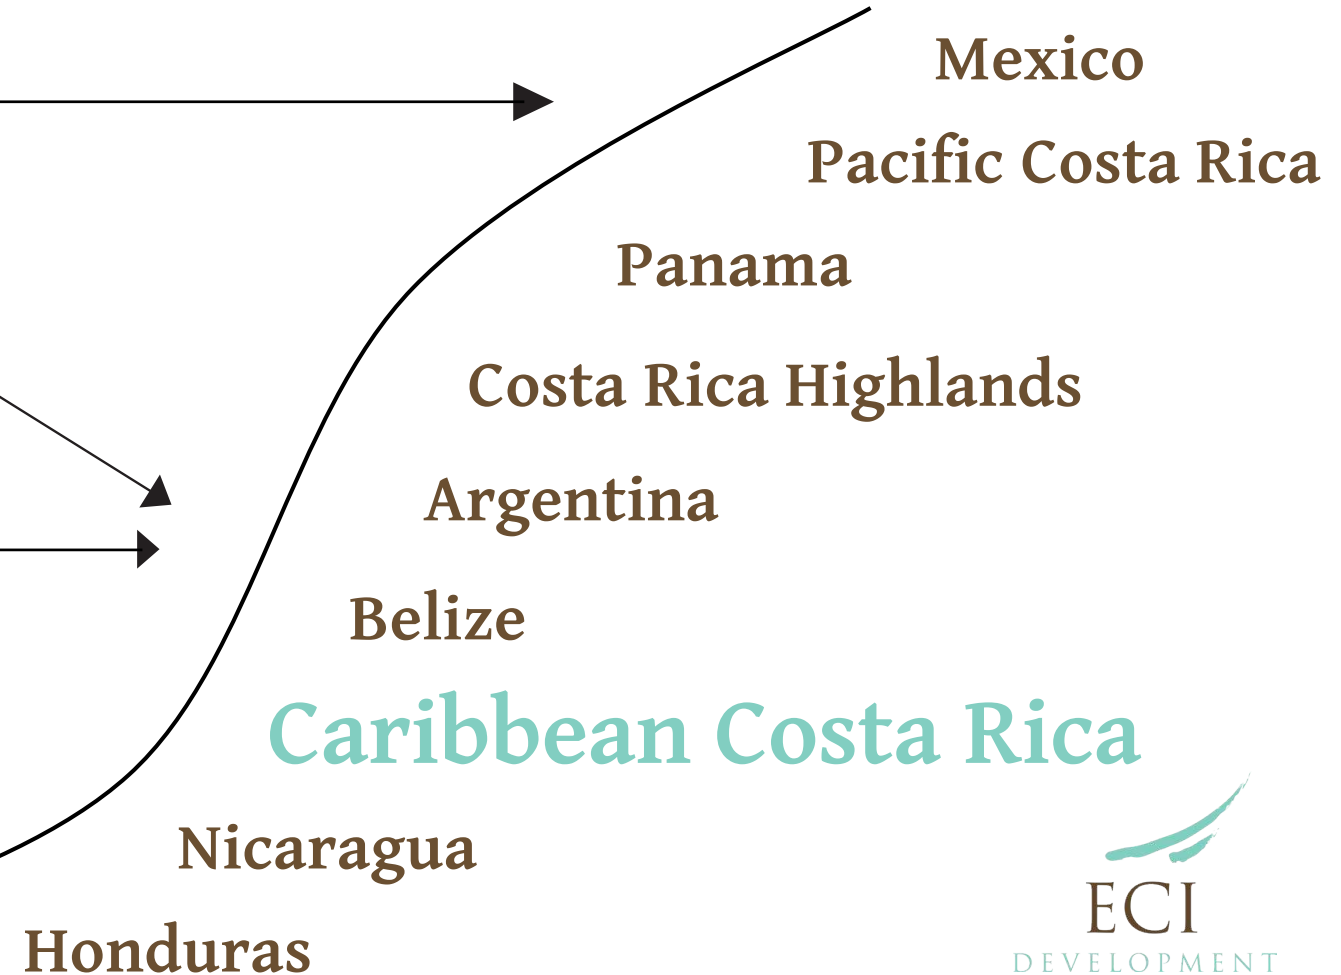 Mexico
Pacific Costa Rica
Panama
Costa Rica Highlands
Argentina
Belize
Caribbean Costa Rica
Nicaragua
Honduras
ECI
DEVELOPMENT